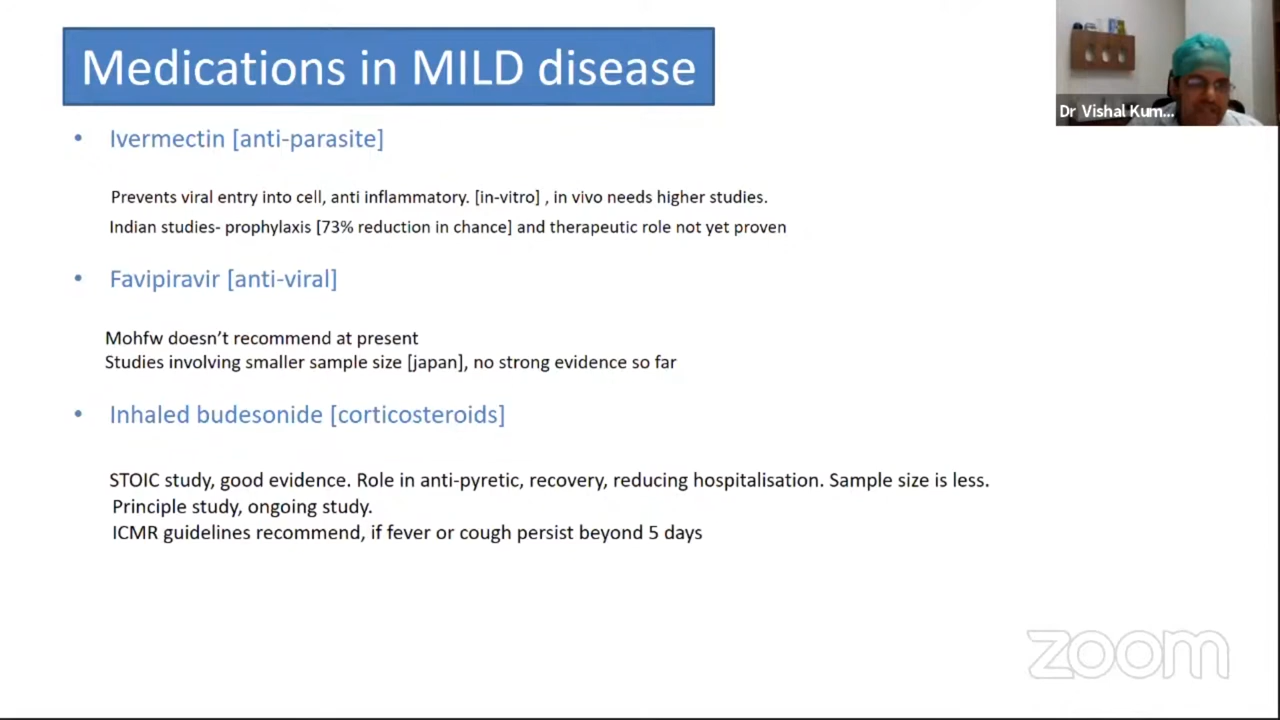 Medications in MILD disease
Dr Vishal Kum...
• Ivermectin [anti-parasite]
Prevents viral entry into cell, anti inflammatory. [in-vitro] , in vivo needs higher studies.
Indian studies- prophylaxis [73% reduction in chance] and therapeutic role not yet proven
• Favipiravir [anti-viral]
Mohfw doesn't recommend at present
Studies involving smaller sample size [japan], no strong evidence so far
• Inhaled budesonide [corticosteroids]
STOIC study, good evidence. Role in anti-pyretic, recovery, reducing hospitalisation. Sample size is less.
Principle study, ongoing study.
ICMR guidelines recommend, if fever or cough persist beyond 5 days
zoom